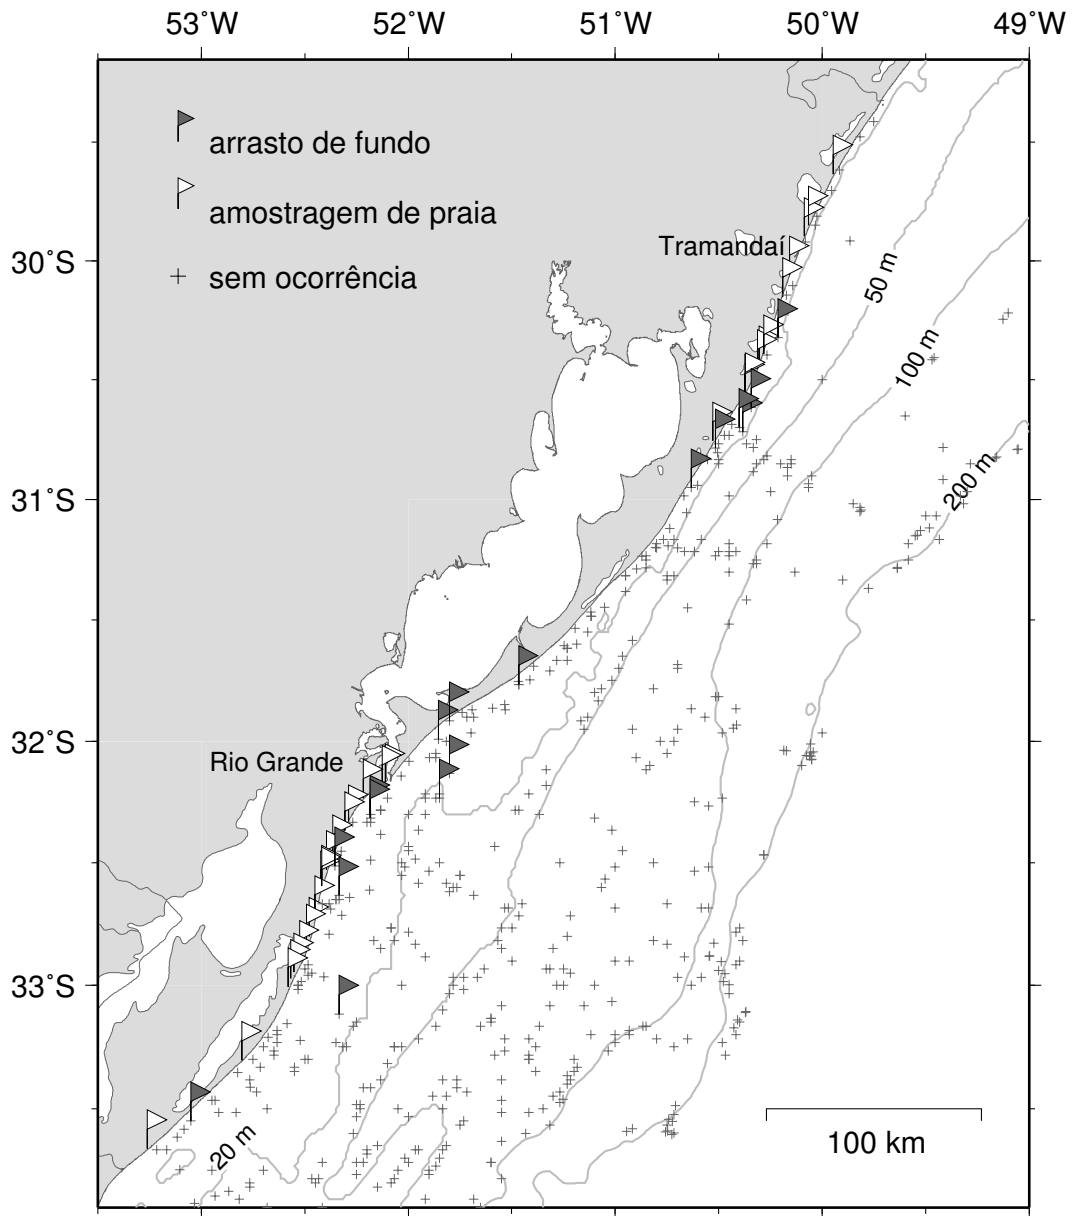 53˚W 52˚W 51˚W 50˚W 49˚W
arrasto de fundo
amostragem de praia
sem ocorrência
Tramandaí
30˚S
50 m
100 m
200 m
31˚S
32˚S
Rio Grande
33˚S
20 m
100 km